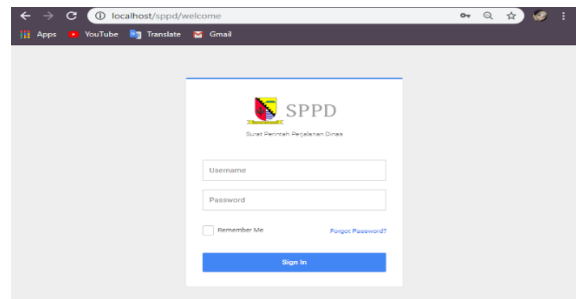 localhost/sppd/welcome
Apps YouTube Translate Gmail
SPPD
Surat Perintah Perjalanan Dinas
Username
Password
Remember Me Forgot Password?
Sign In